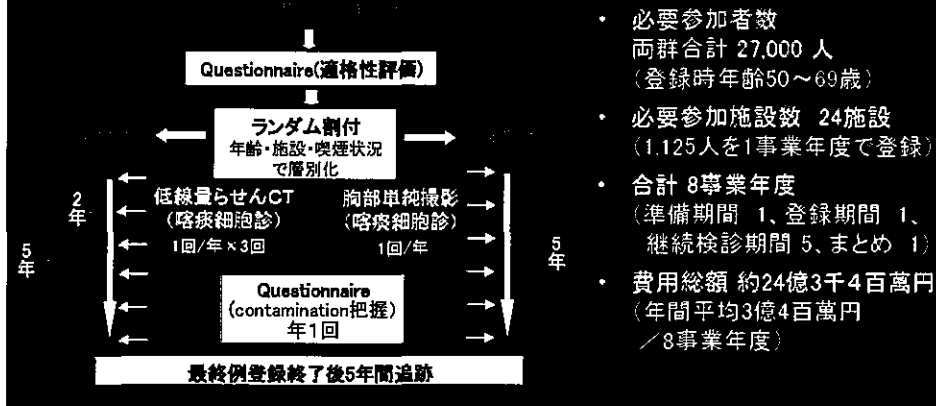 Questionnaire(適格性評価)
ランダム割付
年齢・施設・喫煙状況
で層別化
低線量らせんCT
(喀痰細胞診)
1回/年×3回
胸部単純撮影
(喀痰細胞診)
1回/年
2年
5年
5年
Questionnaire
(contamination把握)
年1回
最終例登録終了後5年間追跡
・ 必要参加者数
両群合計 27,000 人
(登録時年齢50～69歳)
・ 必要参加施設数 24施設
(1,125人を1事業年度で登録)
・ 合計 8事業年度
(準備期間 1、登録期間 1、
継続検診期間 5、まとめ 1)
・ 費用総額 約24億3千4百萬円
(年間平均3億4百萬円
／8事業年度)